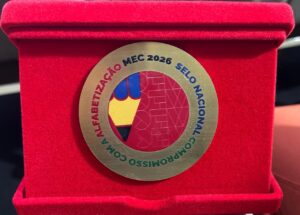 MEC 2026
SELO NACIONAL COMPROMISSO COM A ALFABETIZAÇÃO